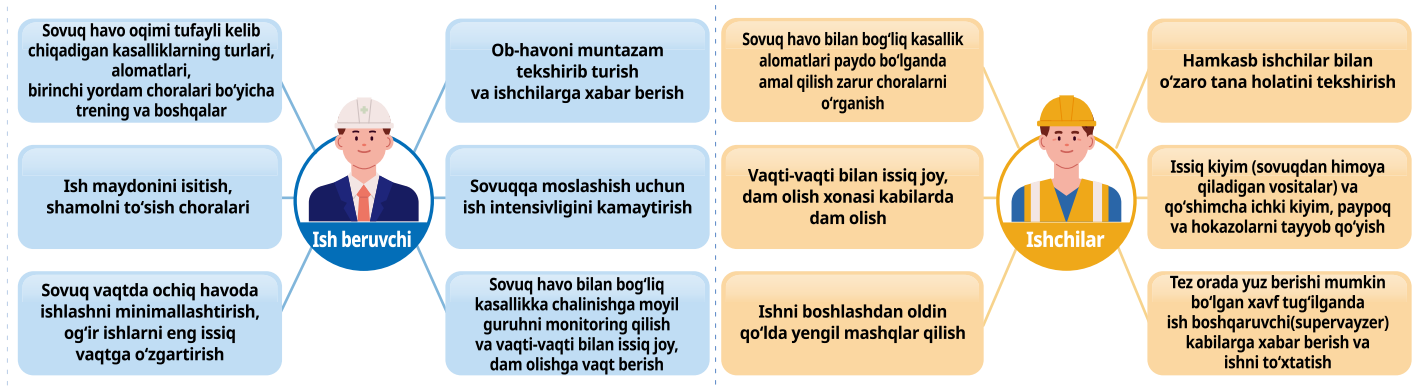 Sovuq havo oqimi tufayli kelib
chiqadigan kasalliklarning turlari,
alomatlari,
birinchi yordam choralari bo‘yicha
trening va boshqalar
Ob-havoni muntazam
tekshirib turish
va ishchilarga xabar berish
Ish maydonini isitish,
shamolni to‘sish choralari
Sovuqqa moslashish uchun
ish intensivligini kamaytirish
Ish beruvchi
Sovuq vaqtda ochiq havoda
ishlashni minimallashtirish,
og‘ir ishlarni eng issiq
vaqtga o‘zgartirish
Sovuq havo bilan bog‘liq
kasallikka chalinishga moyil
guruhni monitoring qilish
va vaqti-vaqti bilan issiq joy,
dam olishga vaqt berish
Sovuq havo bilan bog‘liq kasallik
alomatlari paydo bo‘lganda
amal qilish zarur choralarni
o‘rganish
Hamkasb ishchilar bilan
o‘zaro tana holatini tekshirish
Vaqti-vaqti bilan issiq joy,
dam olish xonasi kabilarda
dam olish
Issiq kiyim (sovuqdan himoya
qiladigan vositalar) va
qo‘shimcha ichki kiyim, paypoq
va hokazolarni tayyob qo‘yish
Ishchilar
Ishni boshlashdan oldin
qo‘lda yengil mashqlar qilish
Tez orada yuz berishi mumkin
bo‘lgan xavf tug‘ilganda
ish boshqaruvchi(supervayzer)
kabilarga xabar berish va
ishni to‘xtatish